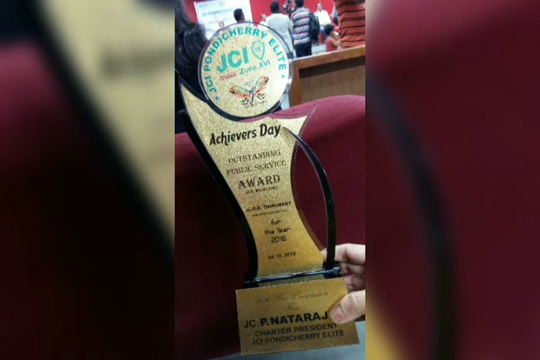 JCI PONDICHERRY ELITE
JCI
India Zone XVI
Achievers Day
OUTSTANDING
PUBLIC SERVICE
AWARD
for
the Year
2018
JC. P. NATARAJ
CHARTER PRESIDENT
JCI PONDICHERRY ELITE